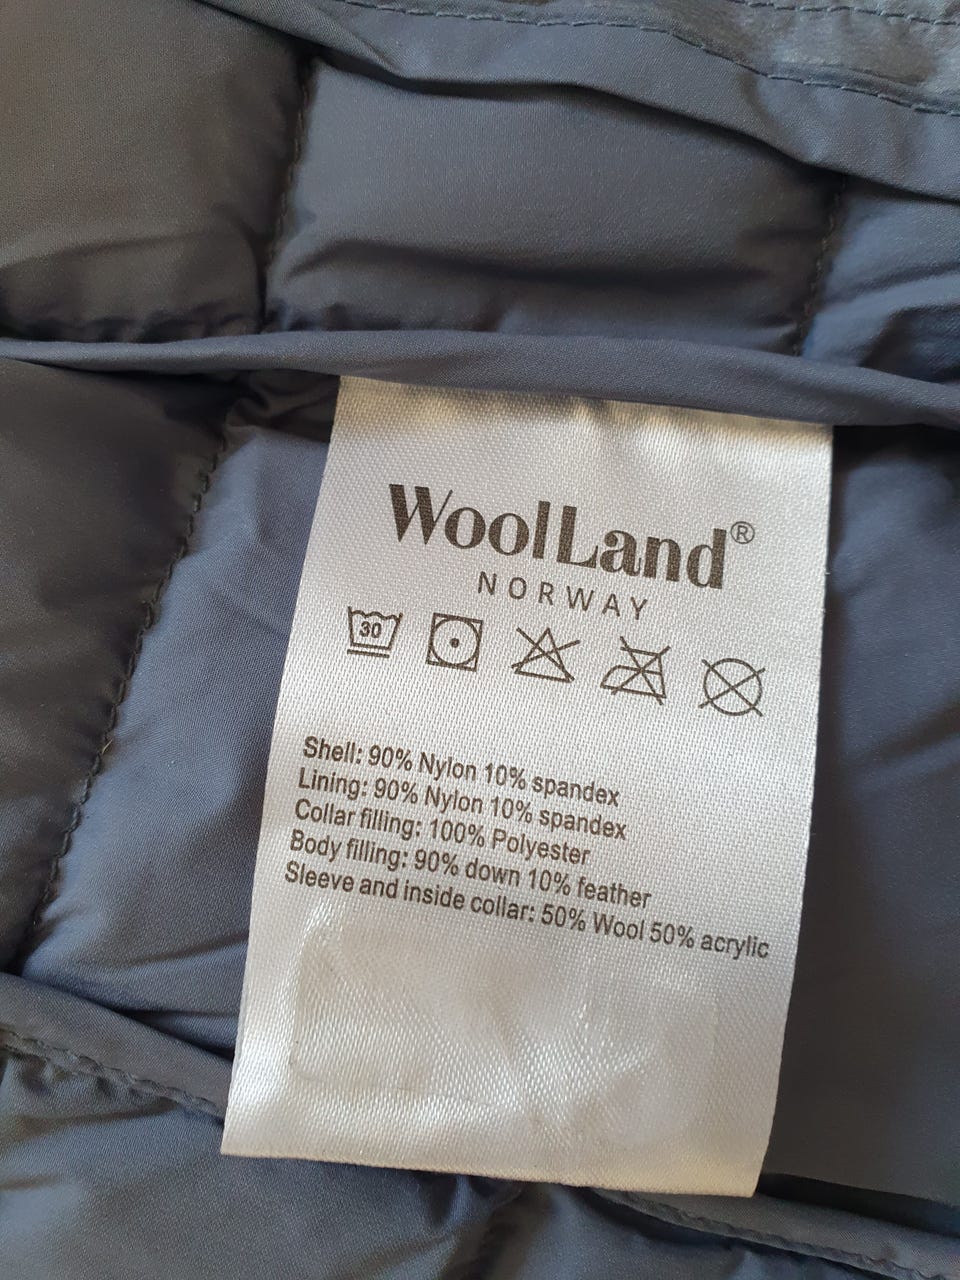 WoolLand®
NORWAY
30
Shell: 90% Nylon 10% spandex
Lining: 90% Nylon 10% spandex
Collar filling: 100% Polyester
Body filling: 90% down 10% feather
Sleeve and inside collar: 50% Wool 50% acrylic